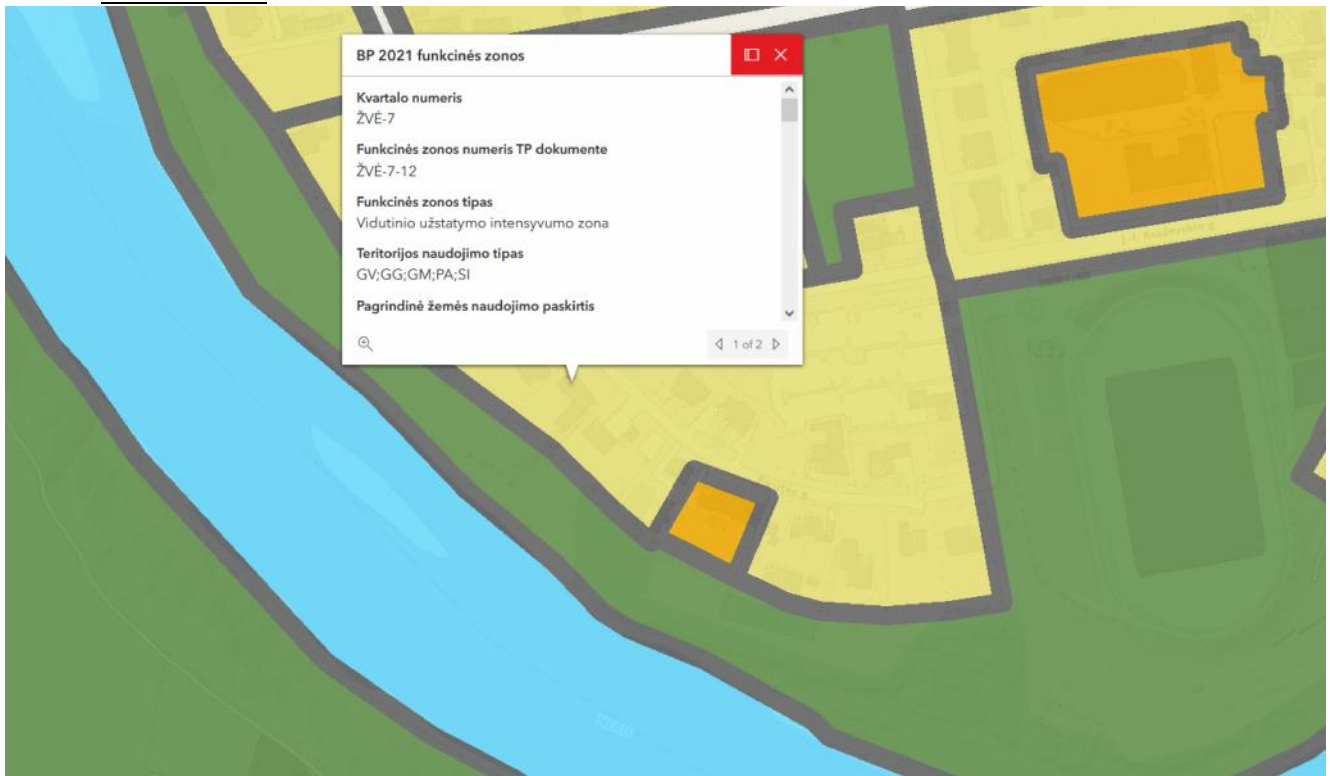 BP 2021 funkcinės zonos
Kvartalo numeris
ŽVĖ-7
Funkcinės zonos numeris TP dokumente
ŽVĖ-7-12
Funkcinės zonos tipas
Vidutinio užstatymo intensyvumo zona
Teritorijos naudojimo tipas
GV;GG;GM;PA;SI
Pagrindinė žemės naudojimo paskirtis
1 of 2
J. I. Kraševskio g.